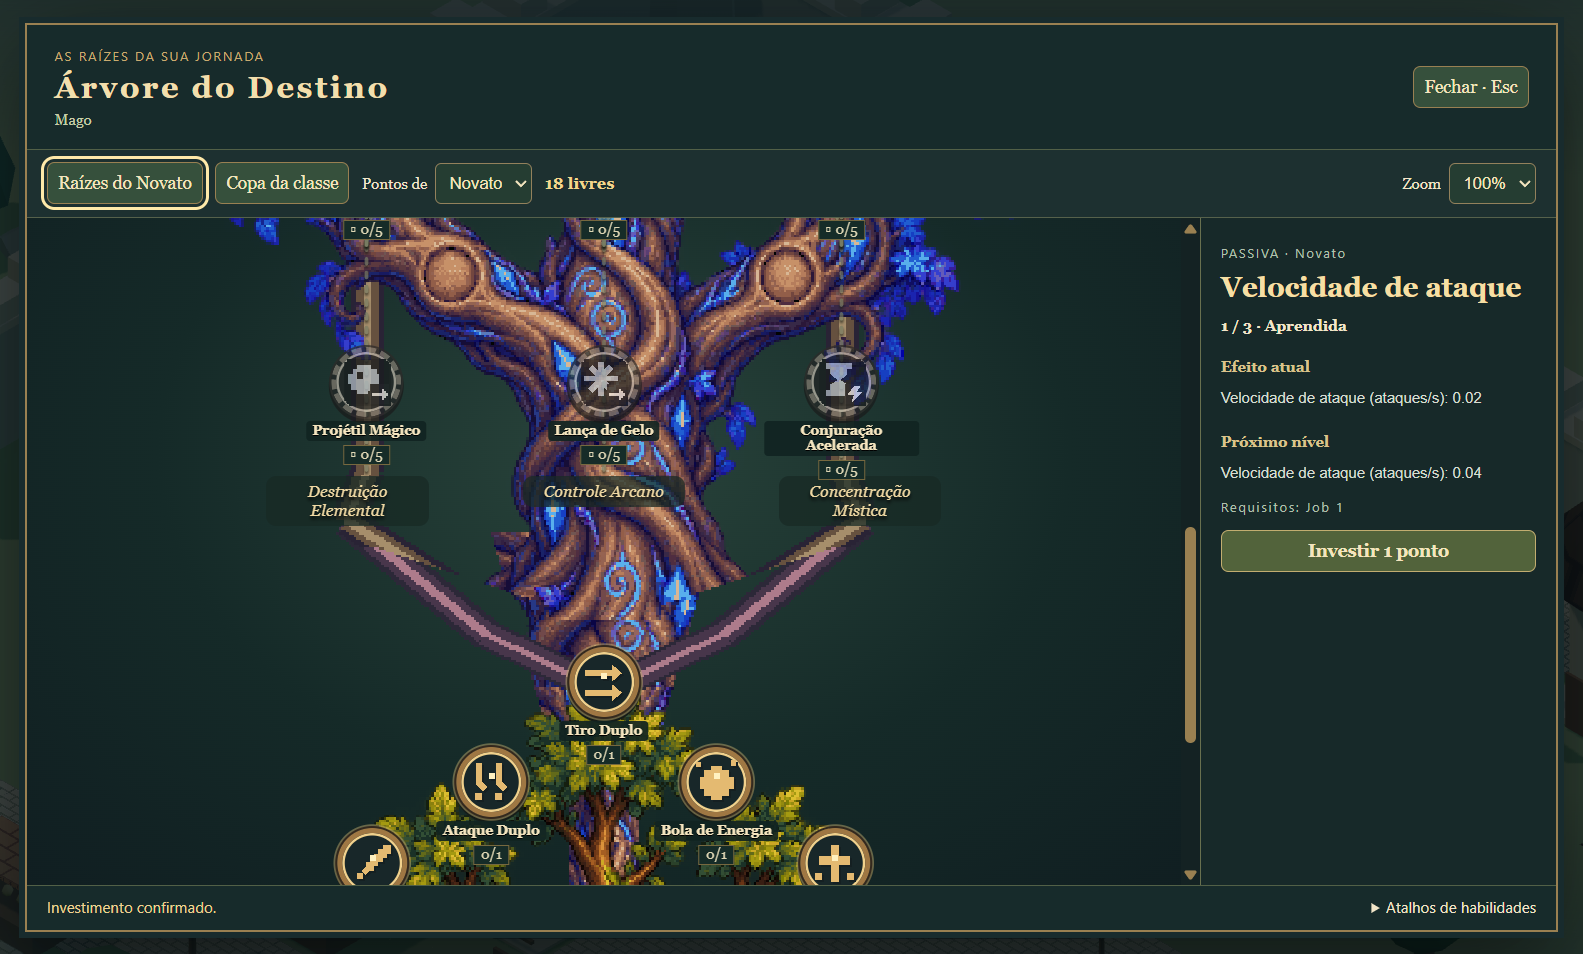 AS RAÍZES DA SUA JORNADA
Árvore do Destino
Mago
Fechar · Esc
Raízes do Novato
Copa da classe
Pontos de
Novato
18 livres
Zoom
100%
0/5
0/5
0/5
Projétil Mágico
Lança de Gelo
Conjuração
Acelerada
0/5
0/5
0/5
Destruição
Elemental
Controle Arcano
Concentração
Mística
Tiro Duplo
0/1
Ataque Duplo
Bola de Energia
0/1
0/1
PASSIVA · Novato
Velocidade de ataque
1 / 3 · Aprendida
Efeito atual
Velocidade de ataque (ataques/s): 0.02
Próximo nível
Velocidade de ataque (ataques/s): 0.04
Requisitos: Job 1
Investir 1 ponto
Investimento confirmado.
Atalhos de habilidades